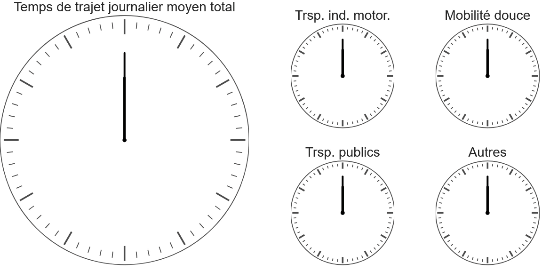 Temps de trajet journalier moyen total
Trsp. ind. motor.
Mobilité douce
Trsp. publics
Autres